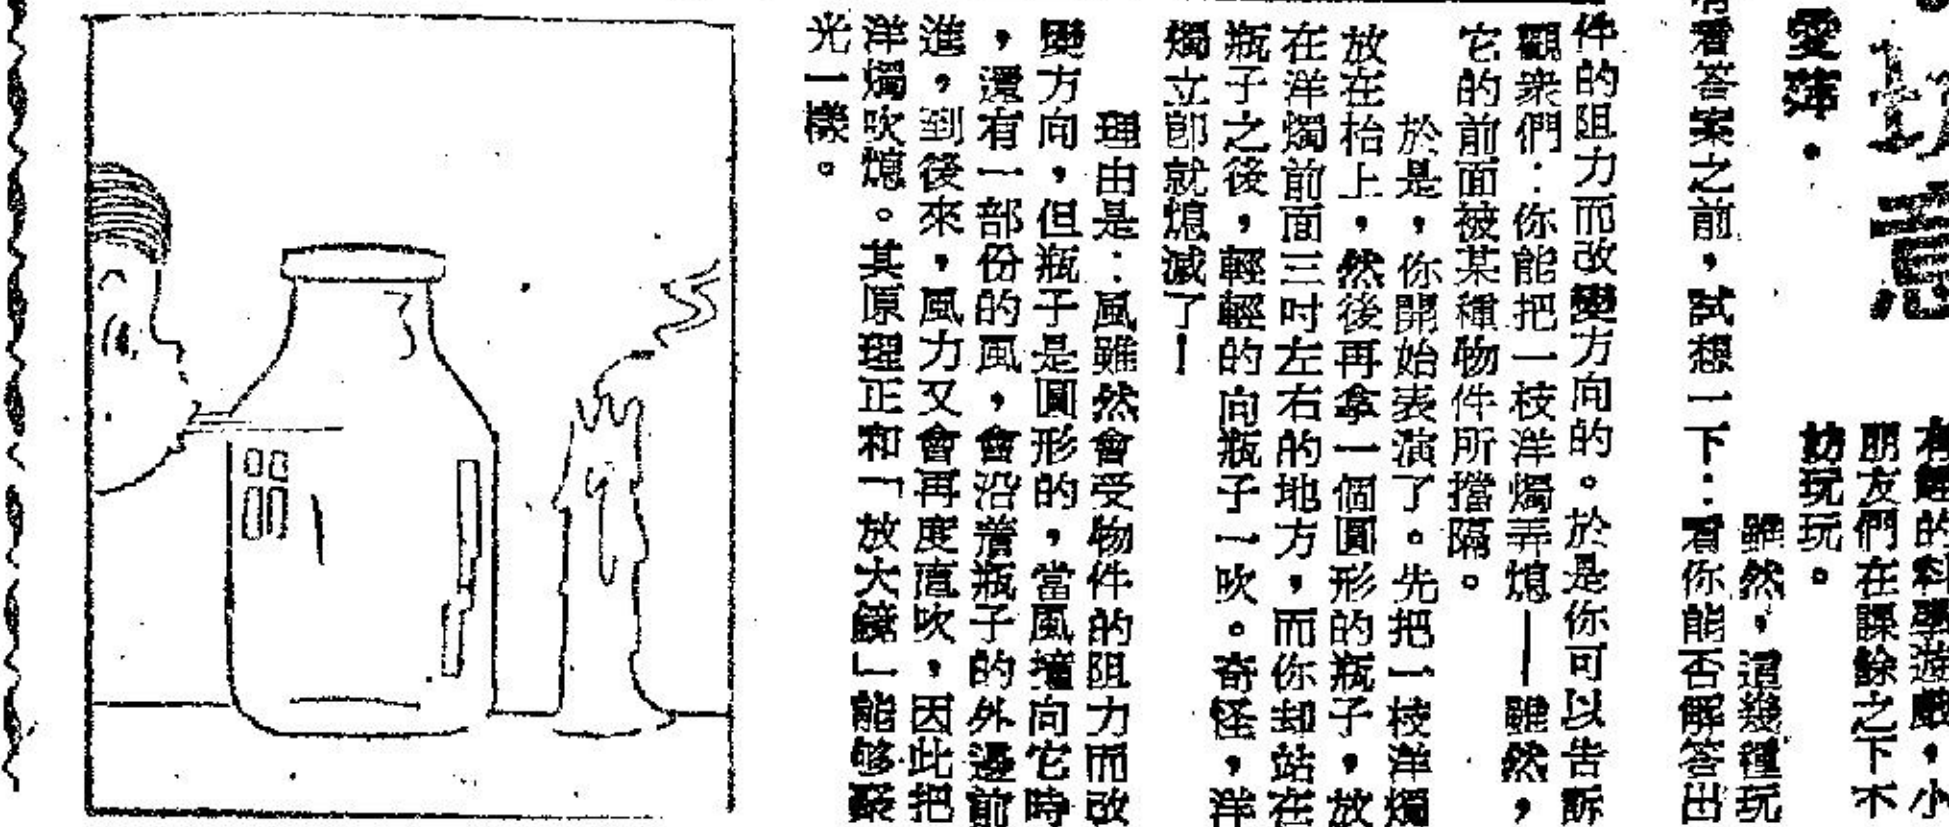 愛萍•
有趣的科學遊戲，小
朋友們在課餘之下不
妨玩玩。
雖然，這幾種玩
看答案之前，試想一下：看你能否解答出
件的阻力而改變方向的。於是你可以告訴
觀衆們：你能把一枝洋燭弄熄——雖然，
它的前面被某種物件所擋隔。
於是，你開始表演了。先把一枝洋燭
放在枱上，然後再拿一個圓形的瓶子，放
在洋燭前面三吋左右的地方，而你却站在
瓶子之後，輕輕的向瓶子一吹。奇怪，洋
燭立卽就熄滅了！
理由是：風雖然會受物件的阻力而改
變方向，但瓶子是圓形的，當風撞向它時
，還有一部份的風，會沿着瓶子的外邊前
進，到後來，風力又會再度直吹，因此把
洋燭吹熄。其原理正和「放大鏡」能够聚
光一樣。